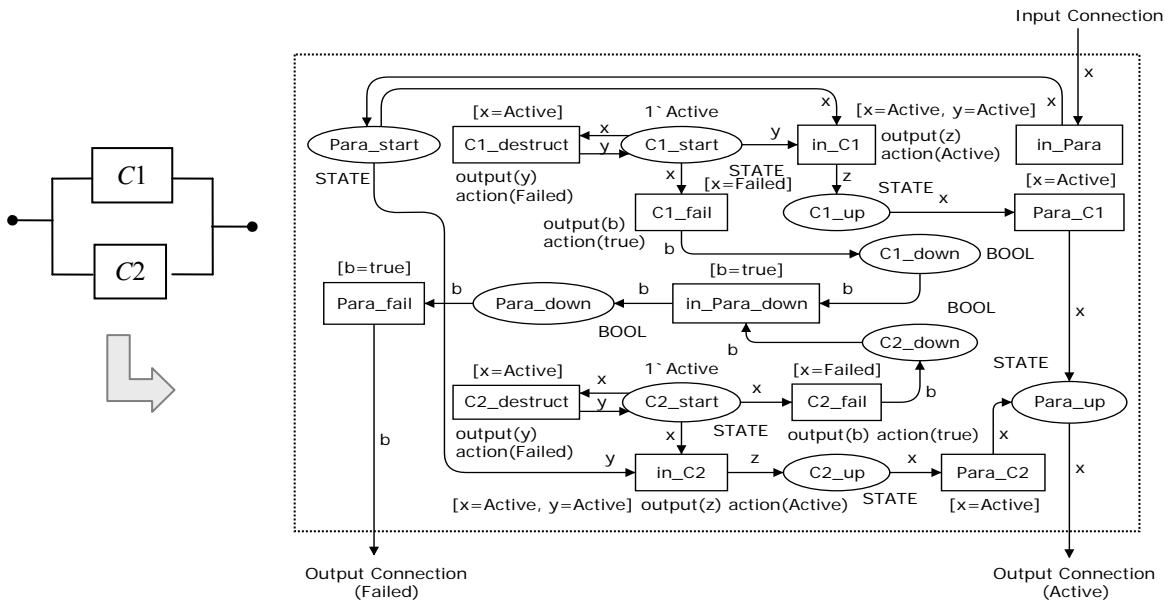 Input Connection
x
x
x
[x=Active]
1`Active
[x=Active, y=Active]
x
y
Para_start
C1_destruct
y
C1_start
in_C1
output(z)
action(Active)
in_Para
STATE
output(y)
action(Failed)
x
STATE
[x=Failed]
z
STATE
[x=Active]
C1
C1_fail
C1_up
x
Para_C1
output(b)
action(true)
b
C1_down
BOOL
C2
[b=true]
[b=true]
Para_fail
b
Para_down
b
in_Para_down
b
BOOL
BOOL
x
b
C2_down
[x=Active]
1`Active
[x=Failed]
STATE
x
x
C2_destruct
y
C2_start
C2_fail
b
Para_up
b
output(y)
action(Failed)
x
STATE
output(b) action(true)
x
y
in_C2
z
C2_up
x
Para_C2
x
STATE
[x=Active, y=Active]
output(z) action(Active)
[x=Active]
Output Connection
(Failed)
Output Connection
(Active)